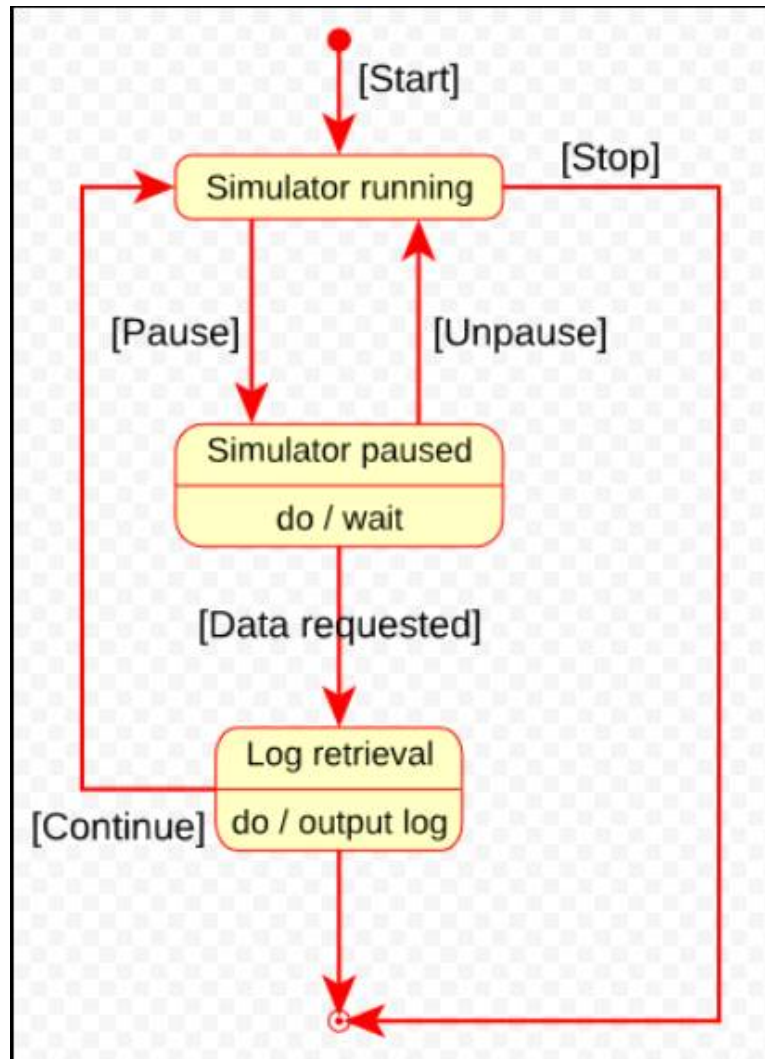 [Start]
[Stop]
Simulator running
[Pause]
[Unpause]
Simulator paused
do / wait
[Data requested]
Log retrieval
[Continue]
do / output log